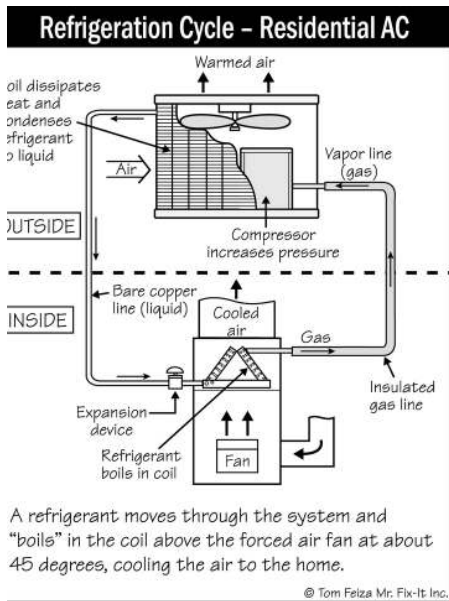 Refrigeration Cycle – Residential AC
Warmed air
oil dissipates
eat and
ondenses
efrigerant
o liquid
Air
Vapor line
(gas)
OUTSIDE
Compressor
increases pressure
Bare copper
line (liquid)
INSIDE
Cooled
air
Gas
Insulated
gas line
Expansion
device
Refrigerant
boils in coil
Fan
A refrigerant moves through the system and
“boils” in the coil above the forced air fan at about
45 degrees, cooling the air to the home.
© Tom Feiza Mr. Fix-It Inc.